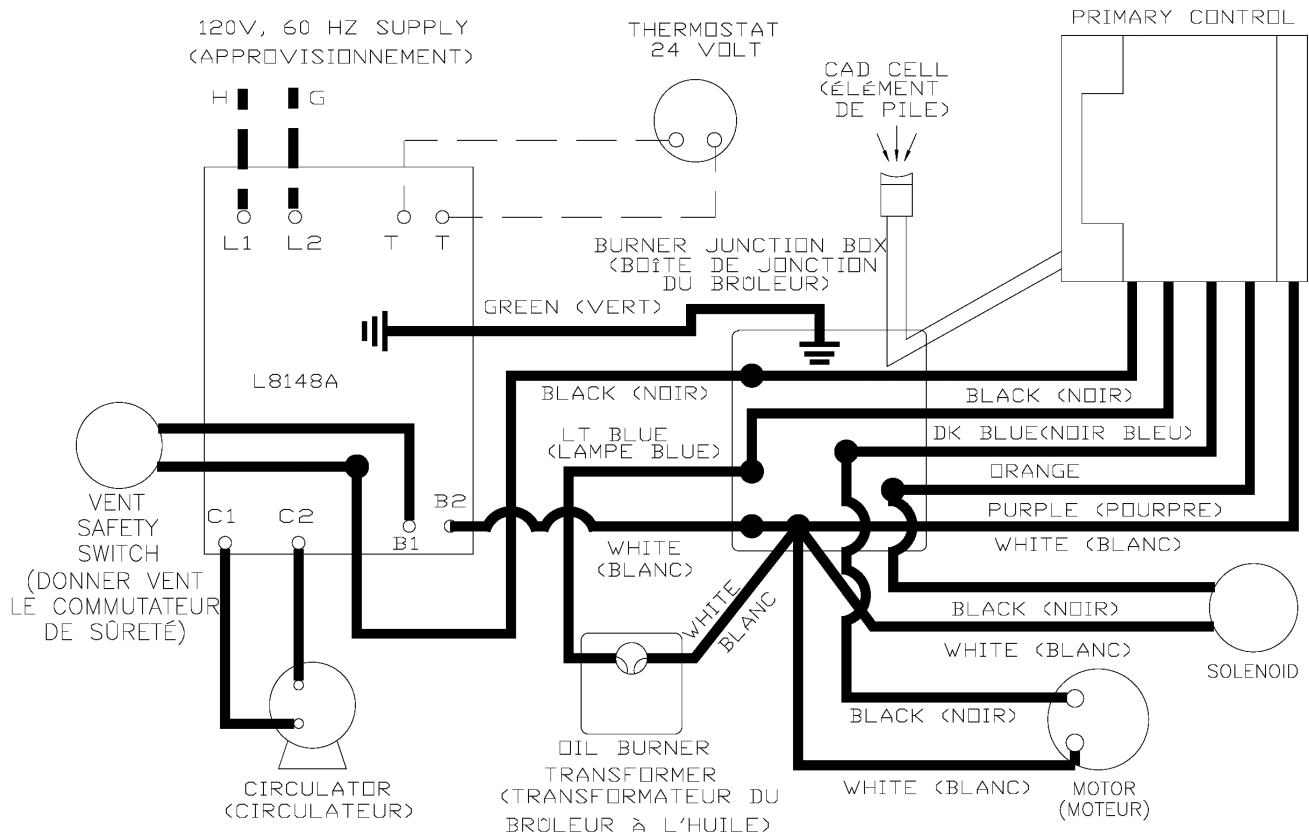 120V, 60 HZ SUPPLY
(APPROVISIONNEMENT)
H
G
THERMOSTAT
24 VOLT
CAD CELL
(ÉLÉMENT
DE PILE)
PRIMARY CONTROL
L1
L2
T
T
BURNER JUNCTION BOX
(BOÎTE DE JONCTION
DU BRÛLEUR)
GREEN (VERT)
L8148A
BLACK (NOIR)
BLACK (NOIR)
LT BLUE
(LAMPE BLUE)
DK BLUE(NOIR BLEU)
ORANGE
PURPLE (POURPRE)
WHITE (BLANC)
VENT
SAFETY
SWITCH
(DONNER VENT
LE COMMUTATEUR
DE SÛRETÉ)
C1
C2
B1
B2
WHITE
(BLANC)
WHITE
BLANC
BLACK (NOIR)
WHITE (BLANC)
SOLENOID
BLACK (NOIR)
WHITE (BLANC)
MOTOR
(MOTEUR)
CIRCULATOR
(CIRCULATEUR)
OIL BURNER
TRANSFORMER
(TRANSFORMATEUR DU
BRÛLEUR à L'HUILE)